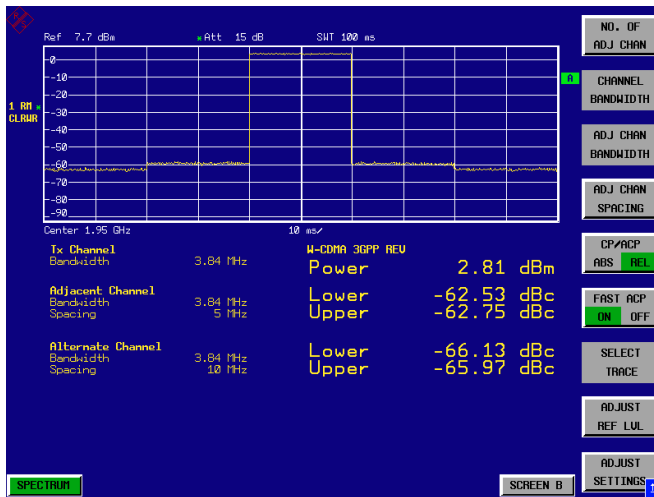 Ref 7.7 dBm * Att 15 dB SWT 100 ms
NO. OF
ADJ CHAN
-0
-10
A
CHANNEL
BANDWIDTH
-20
1 RM *
CLRWR
-30
-40
ADJ CHAN
BANDWIDTH
-50
-60
-70
ADJ CHAN
SPACING
-80
-90
Center 1.95 GHz 10 ms/
Tx Channel W-CDMA 3GPP REV
Bandwidth 3.84 MHz
Power 2.81 dBm
CP/ACP
ABS REL
Adjacent Channel
Lower -62.53 dBc
Bandwidth 3.84 MHz
Upper -62.75 dBc
Spacing 5 MHz
FAST ACP
ON OFF
Alternate Channel
Lower -66.13 dBc
Bandwidth 3.84 MHz
Upper -65.97 dBc
Spacing 10 MHz
SELECT
TRACE
ADJUST
REF LVL
ADJUST
SETTINGS
SPECTRUM SCREEN B